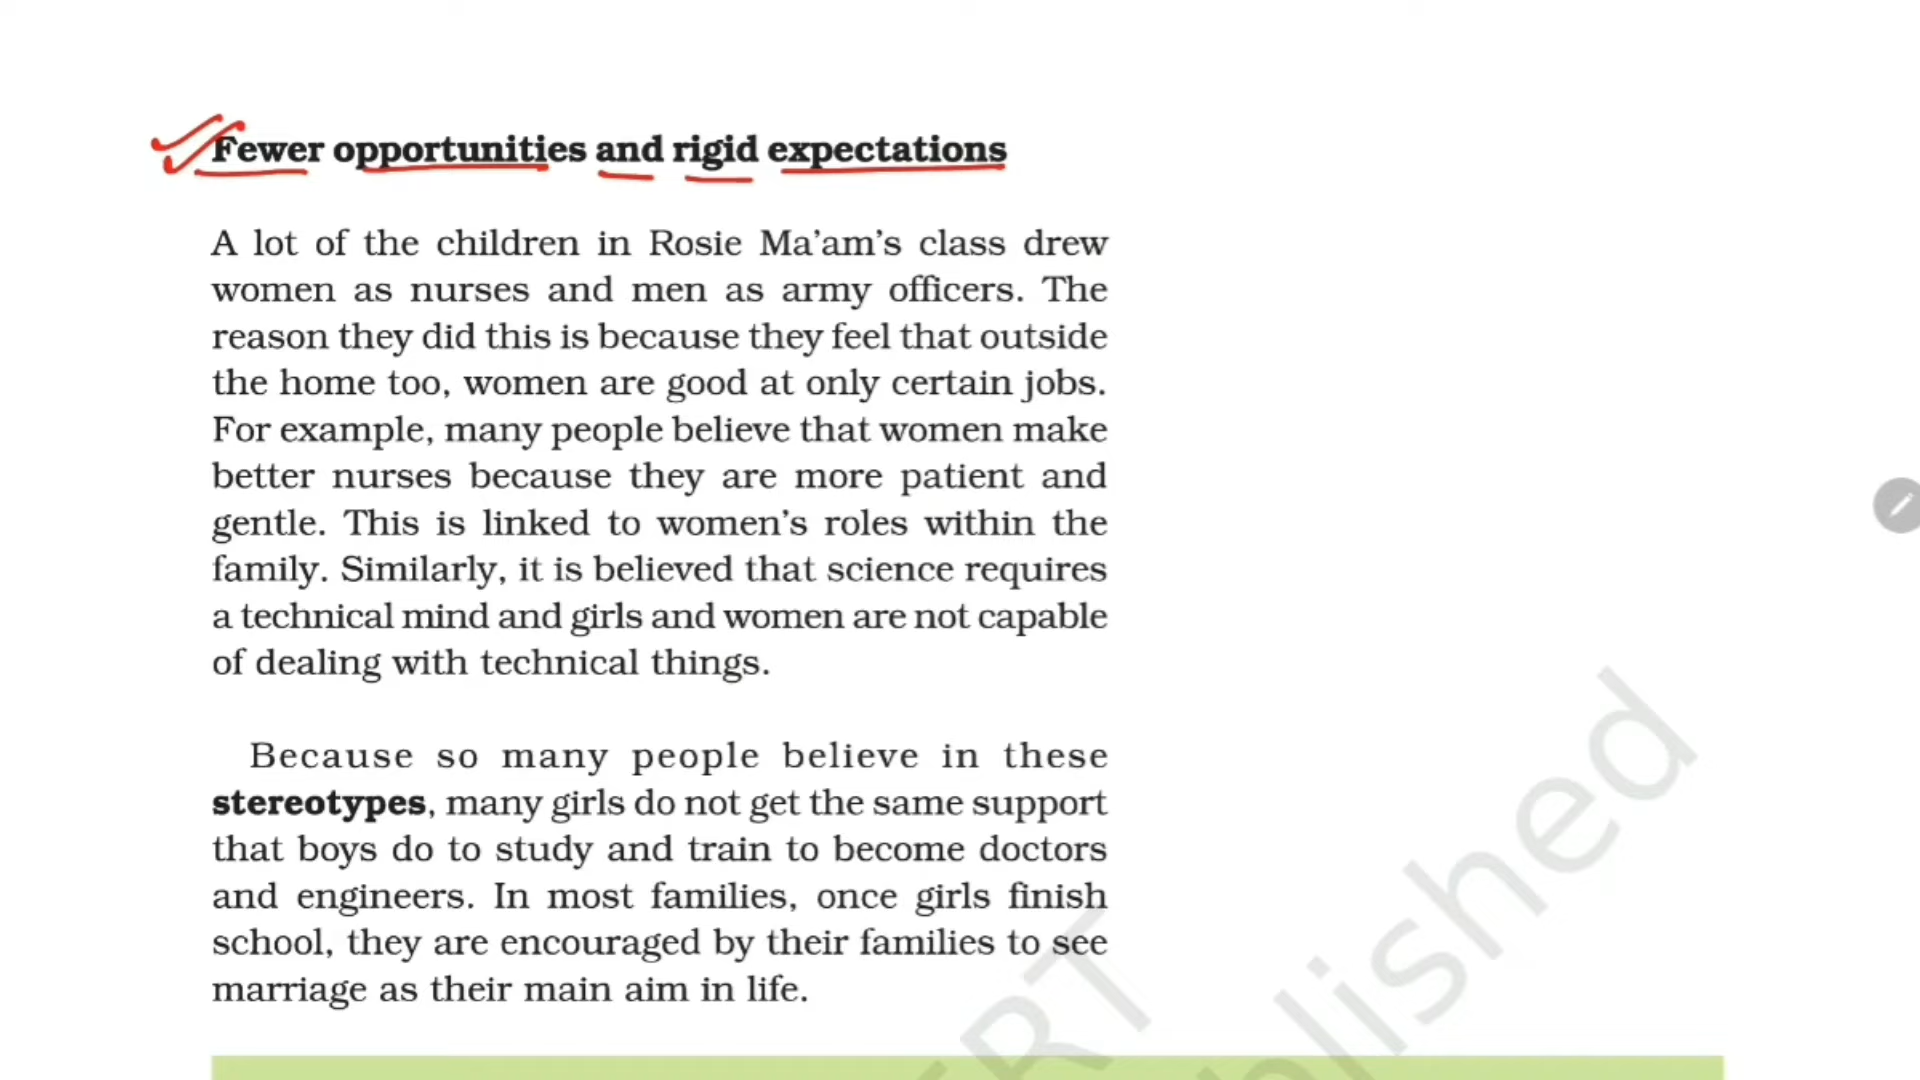 Fewer opportunities and rigid expectations
A lot of the children in Rosie Ma’am’s class drew
women as nurses and men as army officers. The
reason they did this is because they feel that outside
the home too, women are good at only certain jobs.
For example, many people believe that women make
better nurses because they are more patient and
gentle. This is linked to women’s roles within the
family. Similarly, it is believed that science requires
a technical mind and girls and women are not capable
of dealing with technical things.
Because so many people believe in these
stereotypes, many girls do not get the same support
that boys do to study and train to become doctors
and engineers. In most families, once girls finish
school, they are encouraged by their families to see
marriage as their main aim in life.